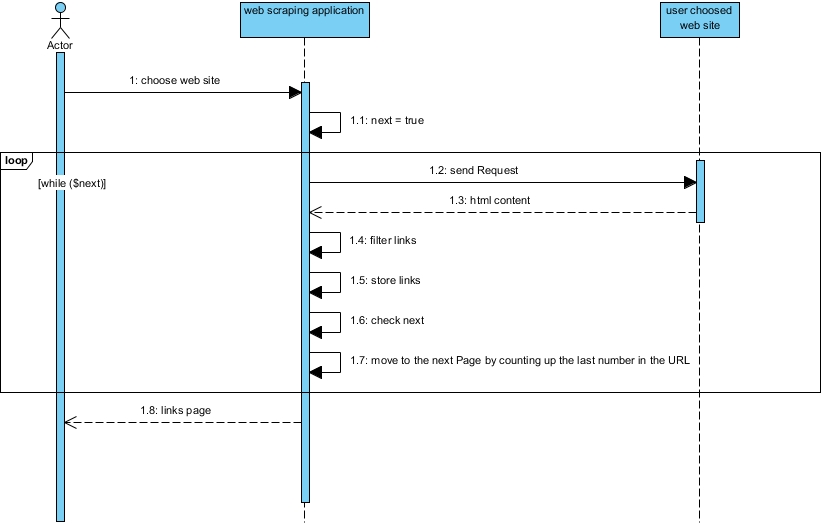 web scraping application
user choosed
web site
Actor
1: choose web site
1.1: next = true
loop
[while ($next)]
1.2: send Request
1.3: html content
1.4: filter links
1.5: store links
1.6: check next
1.7: move to the next Page by counting up the last number in the URL
1.8: links page